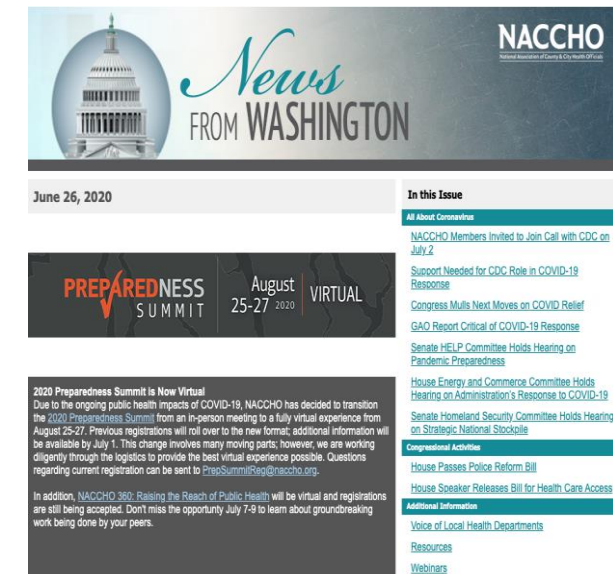 NACCHO
National Association of County & City Health Officials
News
FROM WASHINGTON
June 26, 2020
PREPAREDNESS
SUMMIT
August
25-27 2020
VIRTUAL
2020 Preparedness Summit is Now Virtual
Due to the ongoing public health impacts of COVID-19, NACCHO has decided to transition
the 2020 Preparedness Summit from an in-person meeting to a fully virtual experience from
August 25-27. Previous registrations will roll over to the new format; additional information will
be available by July 1. This change involves many moving parts; however, we are working
diligently through the logistics to provide the best virtual experience possible. Questions
regarding current registration can be sent to PrepSummitReg@naccho.org.
In addition, NACCHO 360: Raising the Reach of Public Health will be virtual and registrations
are still being accepted. Don't miss the opportunity July 7-9 to learn about groundbreaking
work being done by your peers.
In this Issue
All About Coronavirus
NACCHO Members Invited to Join Call with CDC on
July 2
Support Needed for CDC Role in COVID-19
Response
Congress Mulls Next Moves on COVID Relief
GAO Report Critical of COVID-19 Response
Senate HELP Committee Holds Hearing on
Pandemic Preparedness
House Energy and Commerce Committee Holds
Hearing on Administration's Response to COVID-19
Senate Homeland Security Committee Holds Hearing
on Strategic National Stockpile
Congressional Activities
House Passes Police Reform Bill
House Speaker Releases Bill for Health Care Access
Additional Information
Voice of Local Health Departments
Resources
Webinars